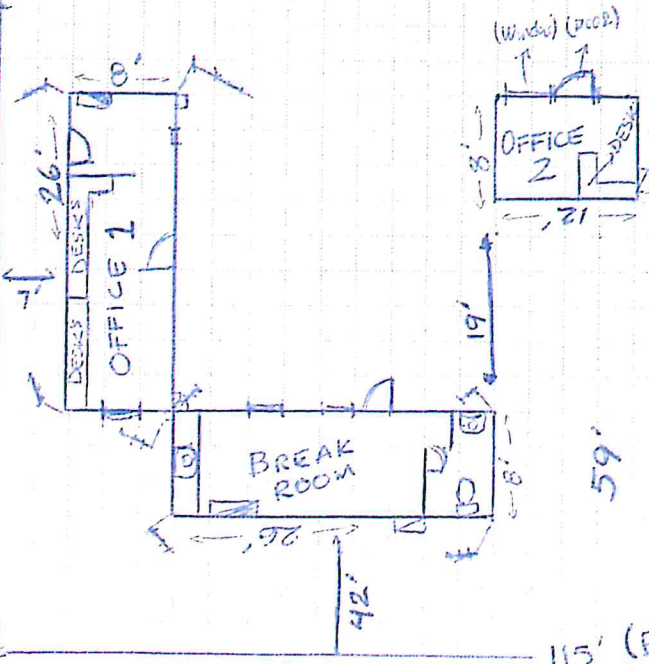 (Window) (DOOR)
8'
26'
OFFICE
2
DESK
8'
12'
DESKS
DESKS
OFFICE 1
7'
19'
BREAK
ROOM
8'
59'
26'
42'
115'